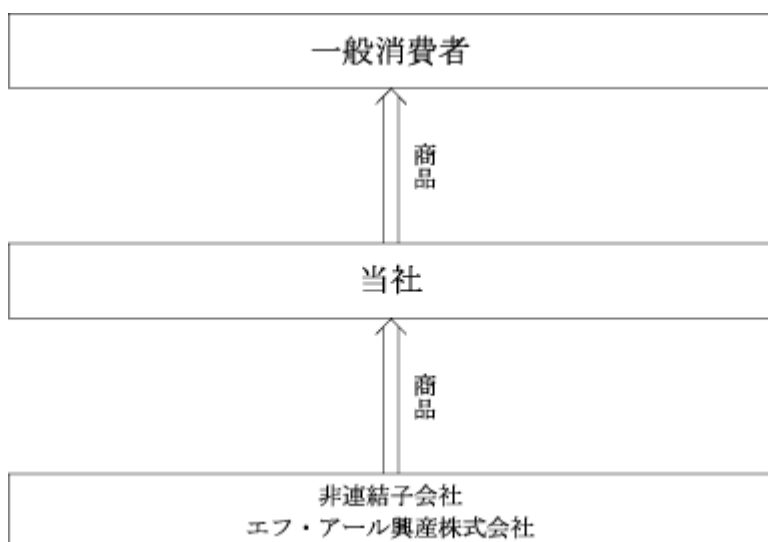 一般消費者
商品
当社
商品
非連結子会社
エフ・アール興産株式会社